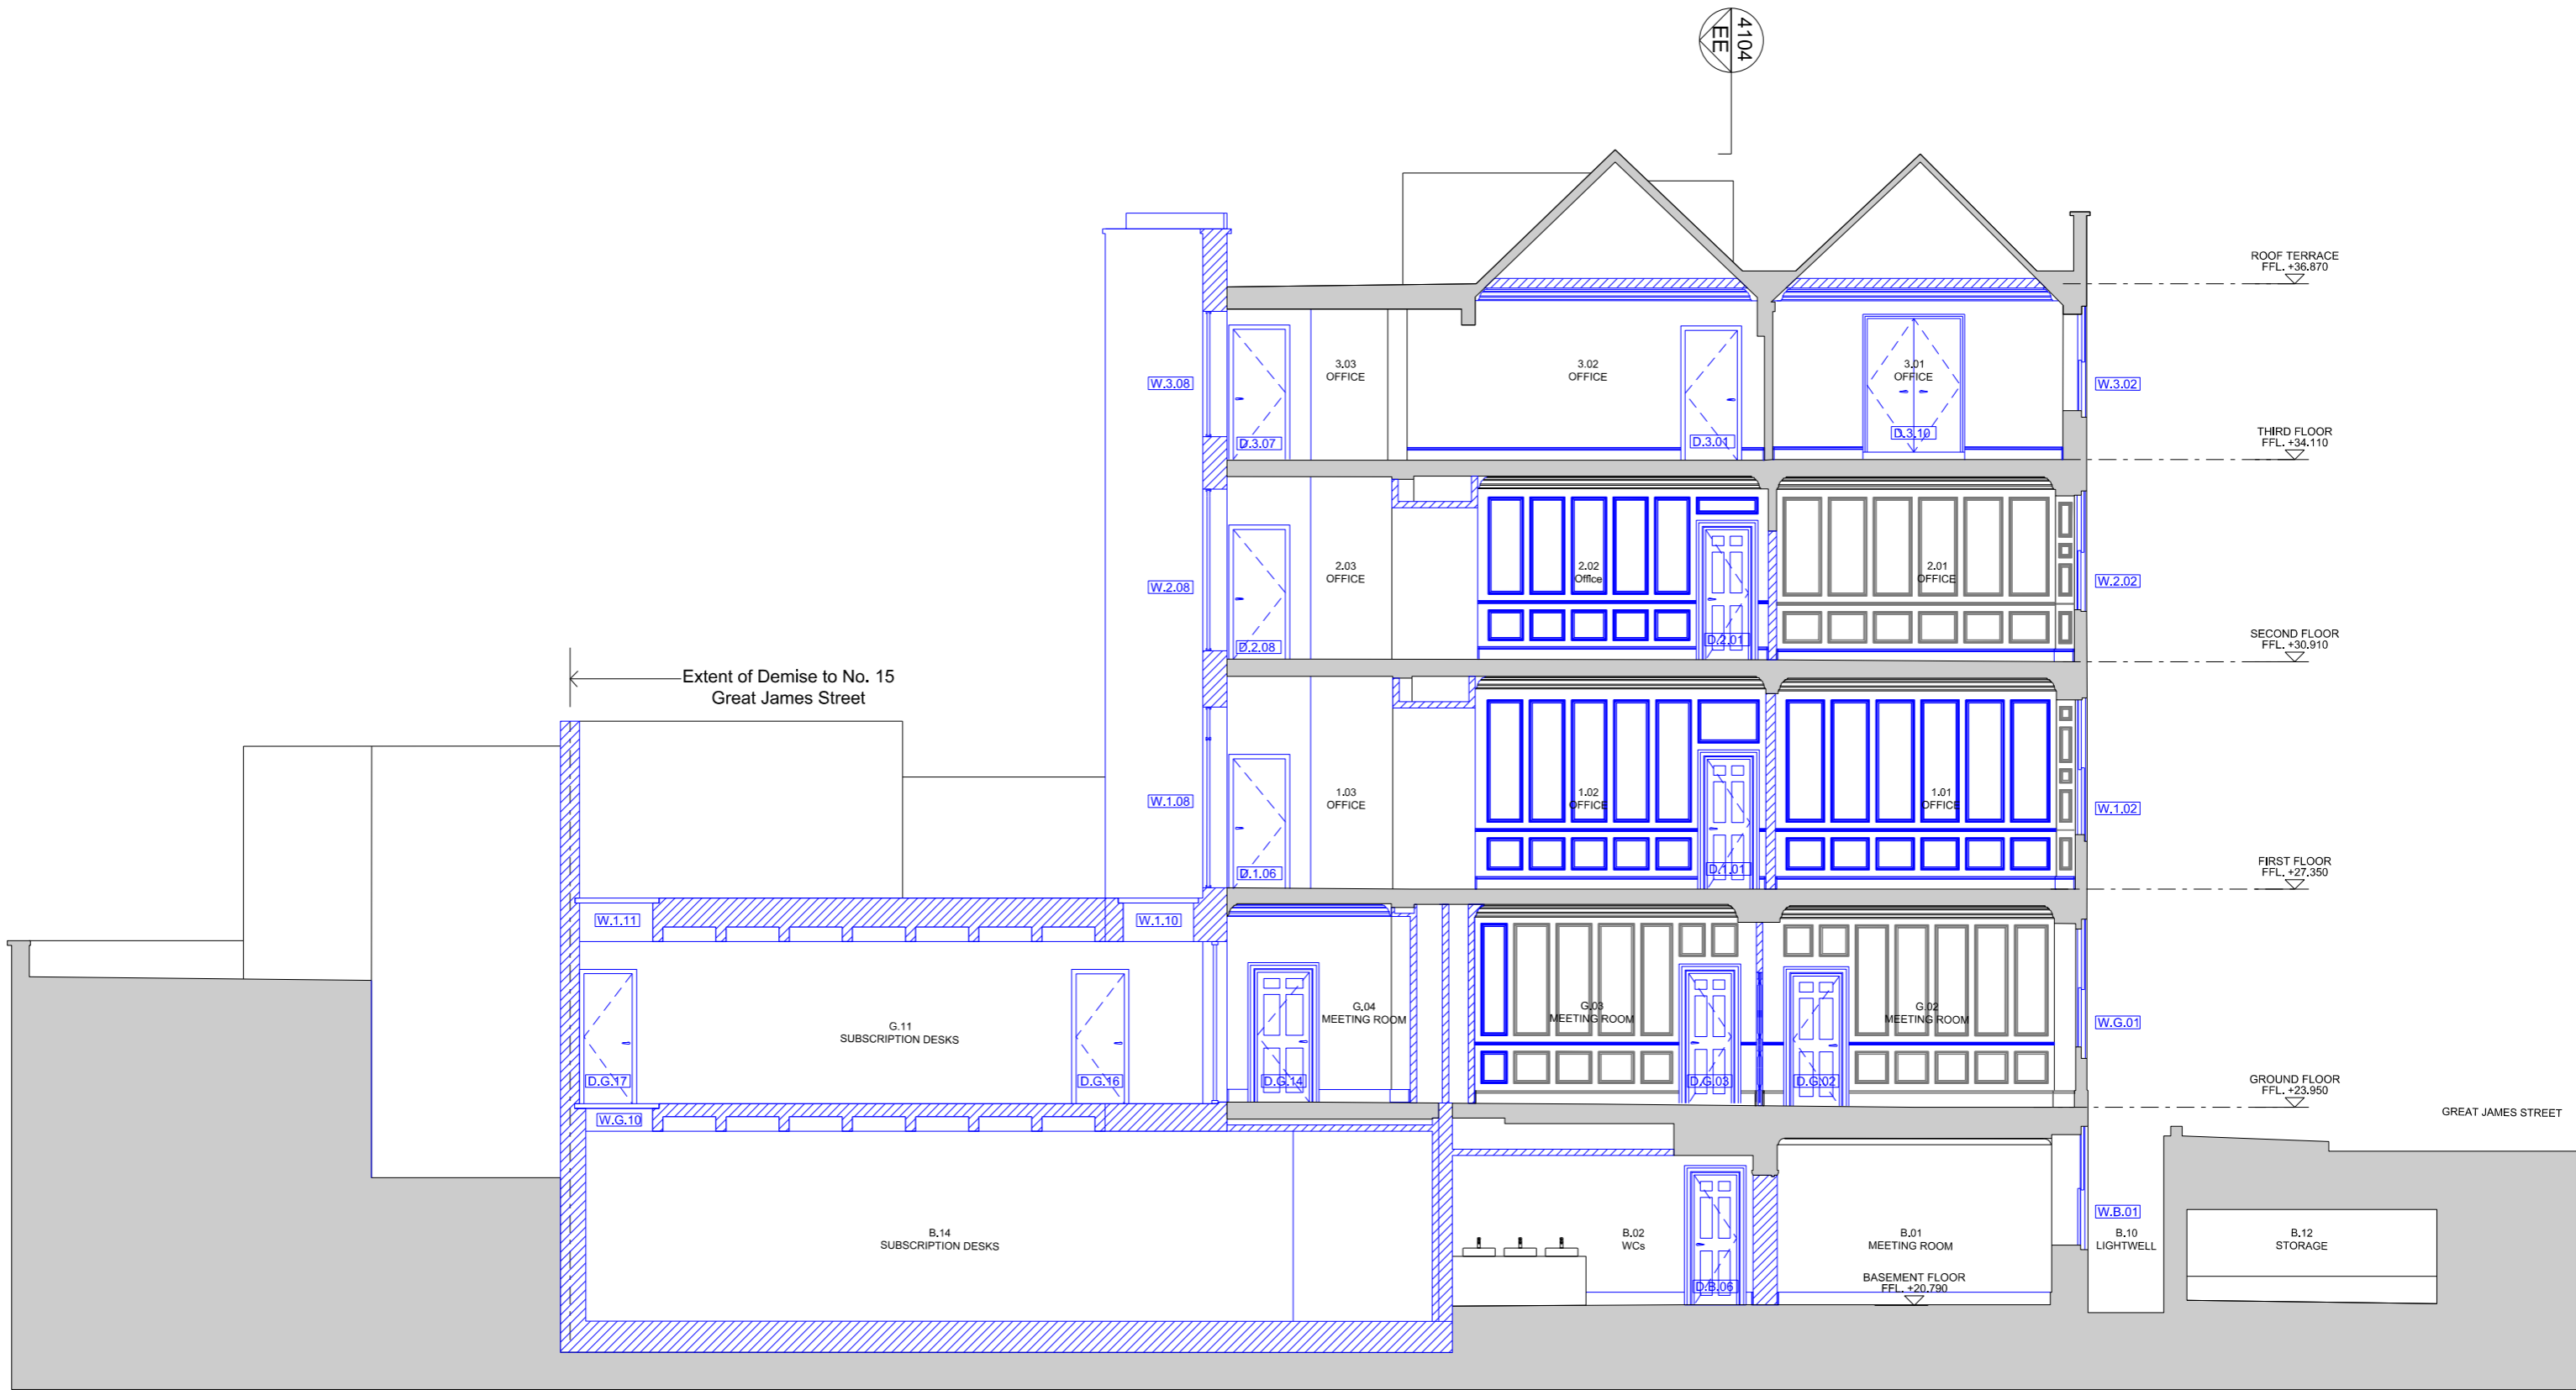 4104
EE
ROOF TERRACE
FFL. +36.870
3.03
OFFICE
3.02
OFFICE
3.01
OFFICE
W.3.08
W.3.02
D.3.07
D.3.01
D.3.10
THIRD FLOOR
FFL. +34.110
2.03
OFFICE
2.02
Office
2.01
OFFICE
W.2.08
W.2.02
D.2.08
D.2.01
SECOND FLOOR
FFL. +30.910
Extent of Demise to No. 15
Great James Street
W.1.08
1.03
OFFICE
1.02
OFFICE
1.01
OFFICE
W.1.02
D.1.06
D.1.01
FIRST FLOOR
FFL. +27.350
W.1.11
W.1.10
G.11
SUBSCRIPTION DESKS
G.04
MEETING ROOM
G.03
MEETING ROOM
G.02
MEETING ROOM
W.G.01
D.G.17
D.G.16
D.G.14
D.G.03
D.G.02
GROUND FLOOR
FFL. +23.950
GREAT JAMES STREET
W.G.10
B.14
SUBSCRIPTION DESKS
B.02
WCs
B.01
MEETING ROOM
W.B.01
B.10
LIGHTWELL
B.12
STORAGE
D.B.06
BASEMENT FLOOR
FFL. +20.790